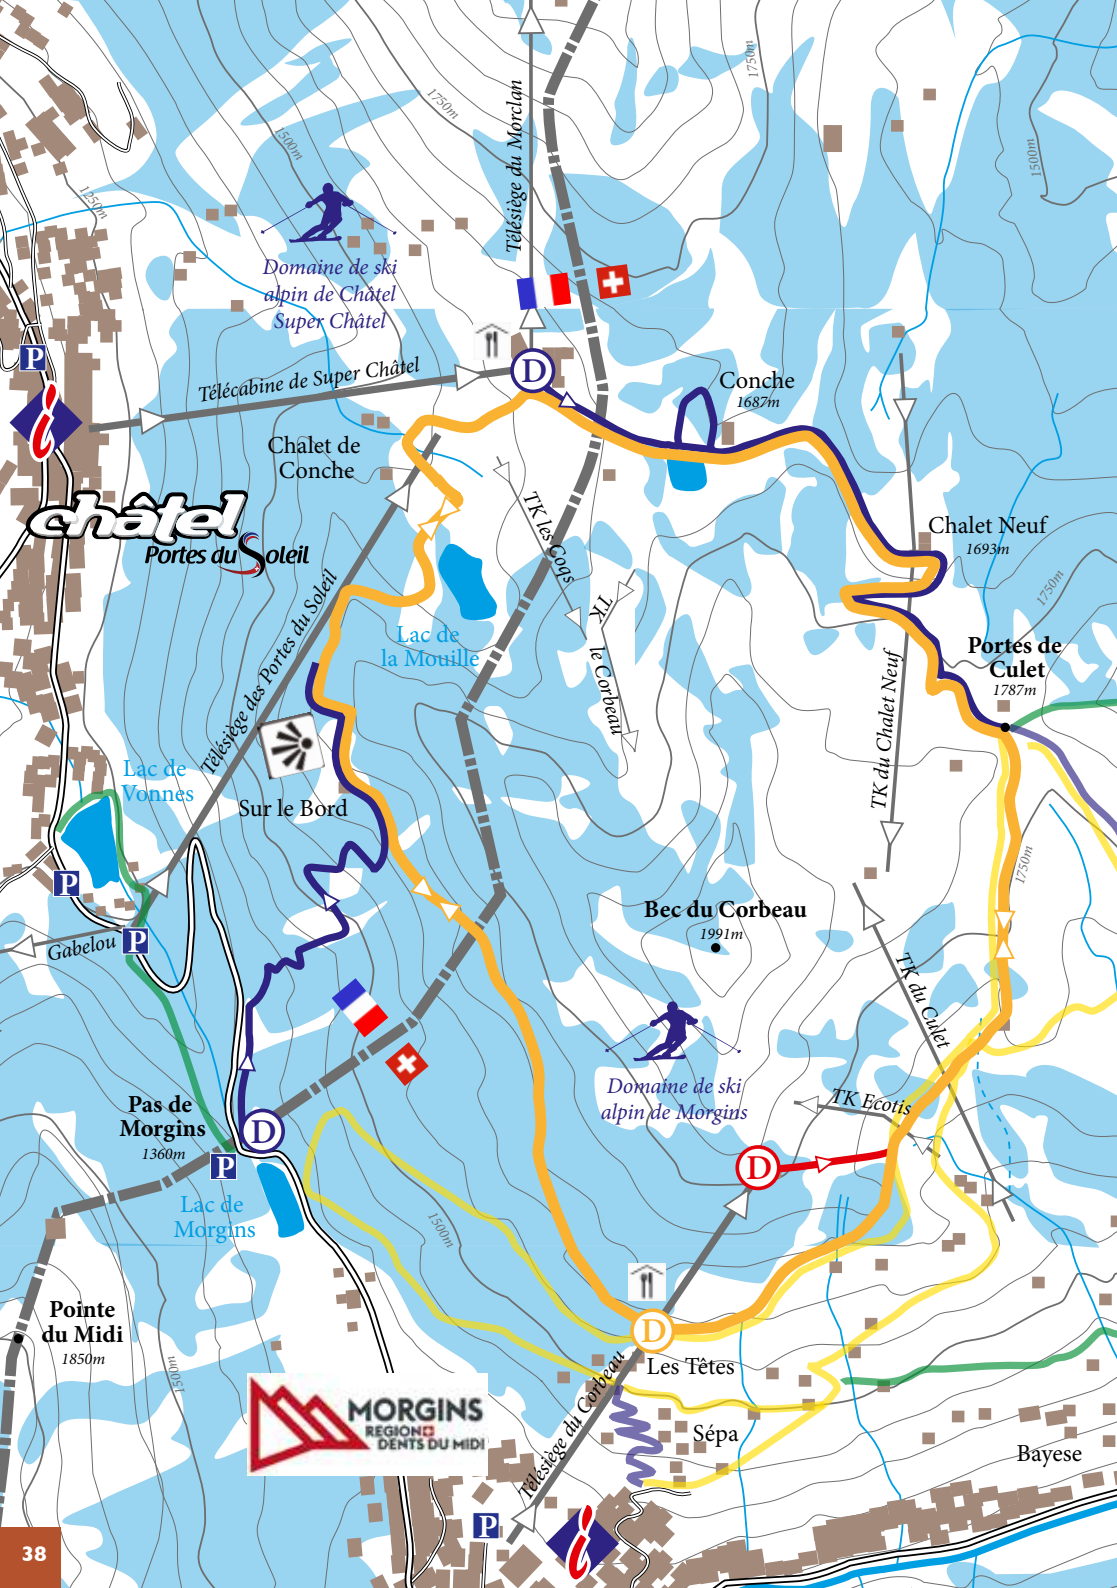 1750m
1750m
1500m
1500m
1250m
Télésiège du Morclan
Domaine de ski
alpin de Châtel
Super Châtel
P
Télécabine de Super Châtel
D
Conche
1687m
i
Chalet de
Conche
châtel
Portes du Soleil
TK les Coqs
Chalet Neuf
1693m
1750m
TK
le Corbeau
Lac de
la Mouille
Portes de
Culet
1787m
Télésiège des Portes du Soleil
TK du Chalet Neuf
Lac de
Vonnes
Sur le Bord
1750m
P
Bec du Corbeau
1991m
Gabelou
P
TK du Culet
Domaine de ski
alpin de Morgins
TK Ecotis
Pas de
Morgins
1360m
D
P
D
Lac de
Morgins
1500m
Pointe
du Midi
1850m
D
Les Têtes
1500m
MORGINS
REGION
DENTS DU MIDI
Télésiège du Corbeau
Sépa
Bayese
P
i
38